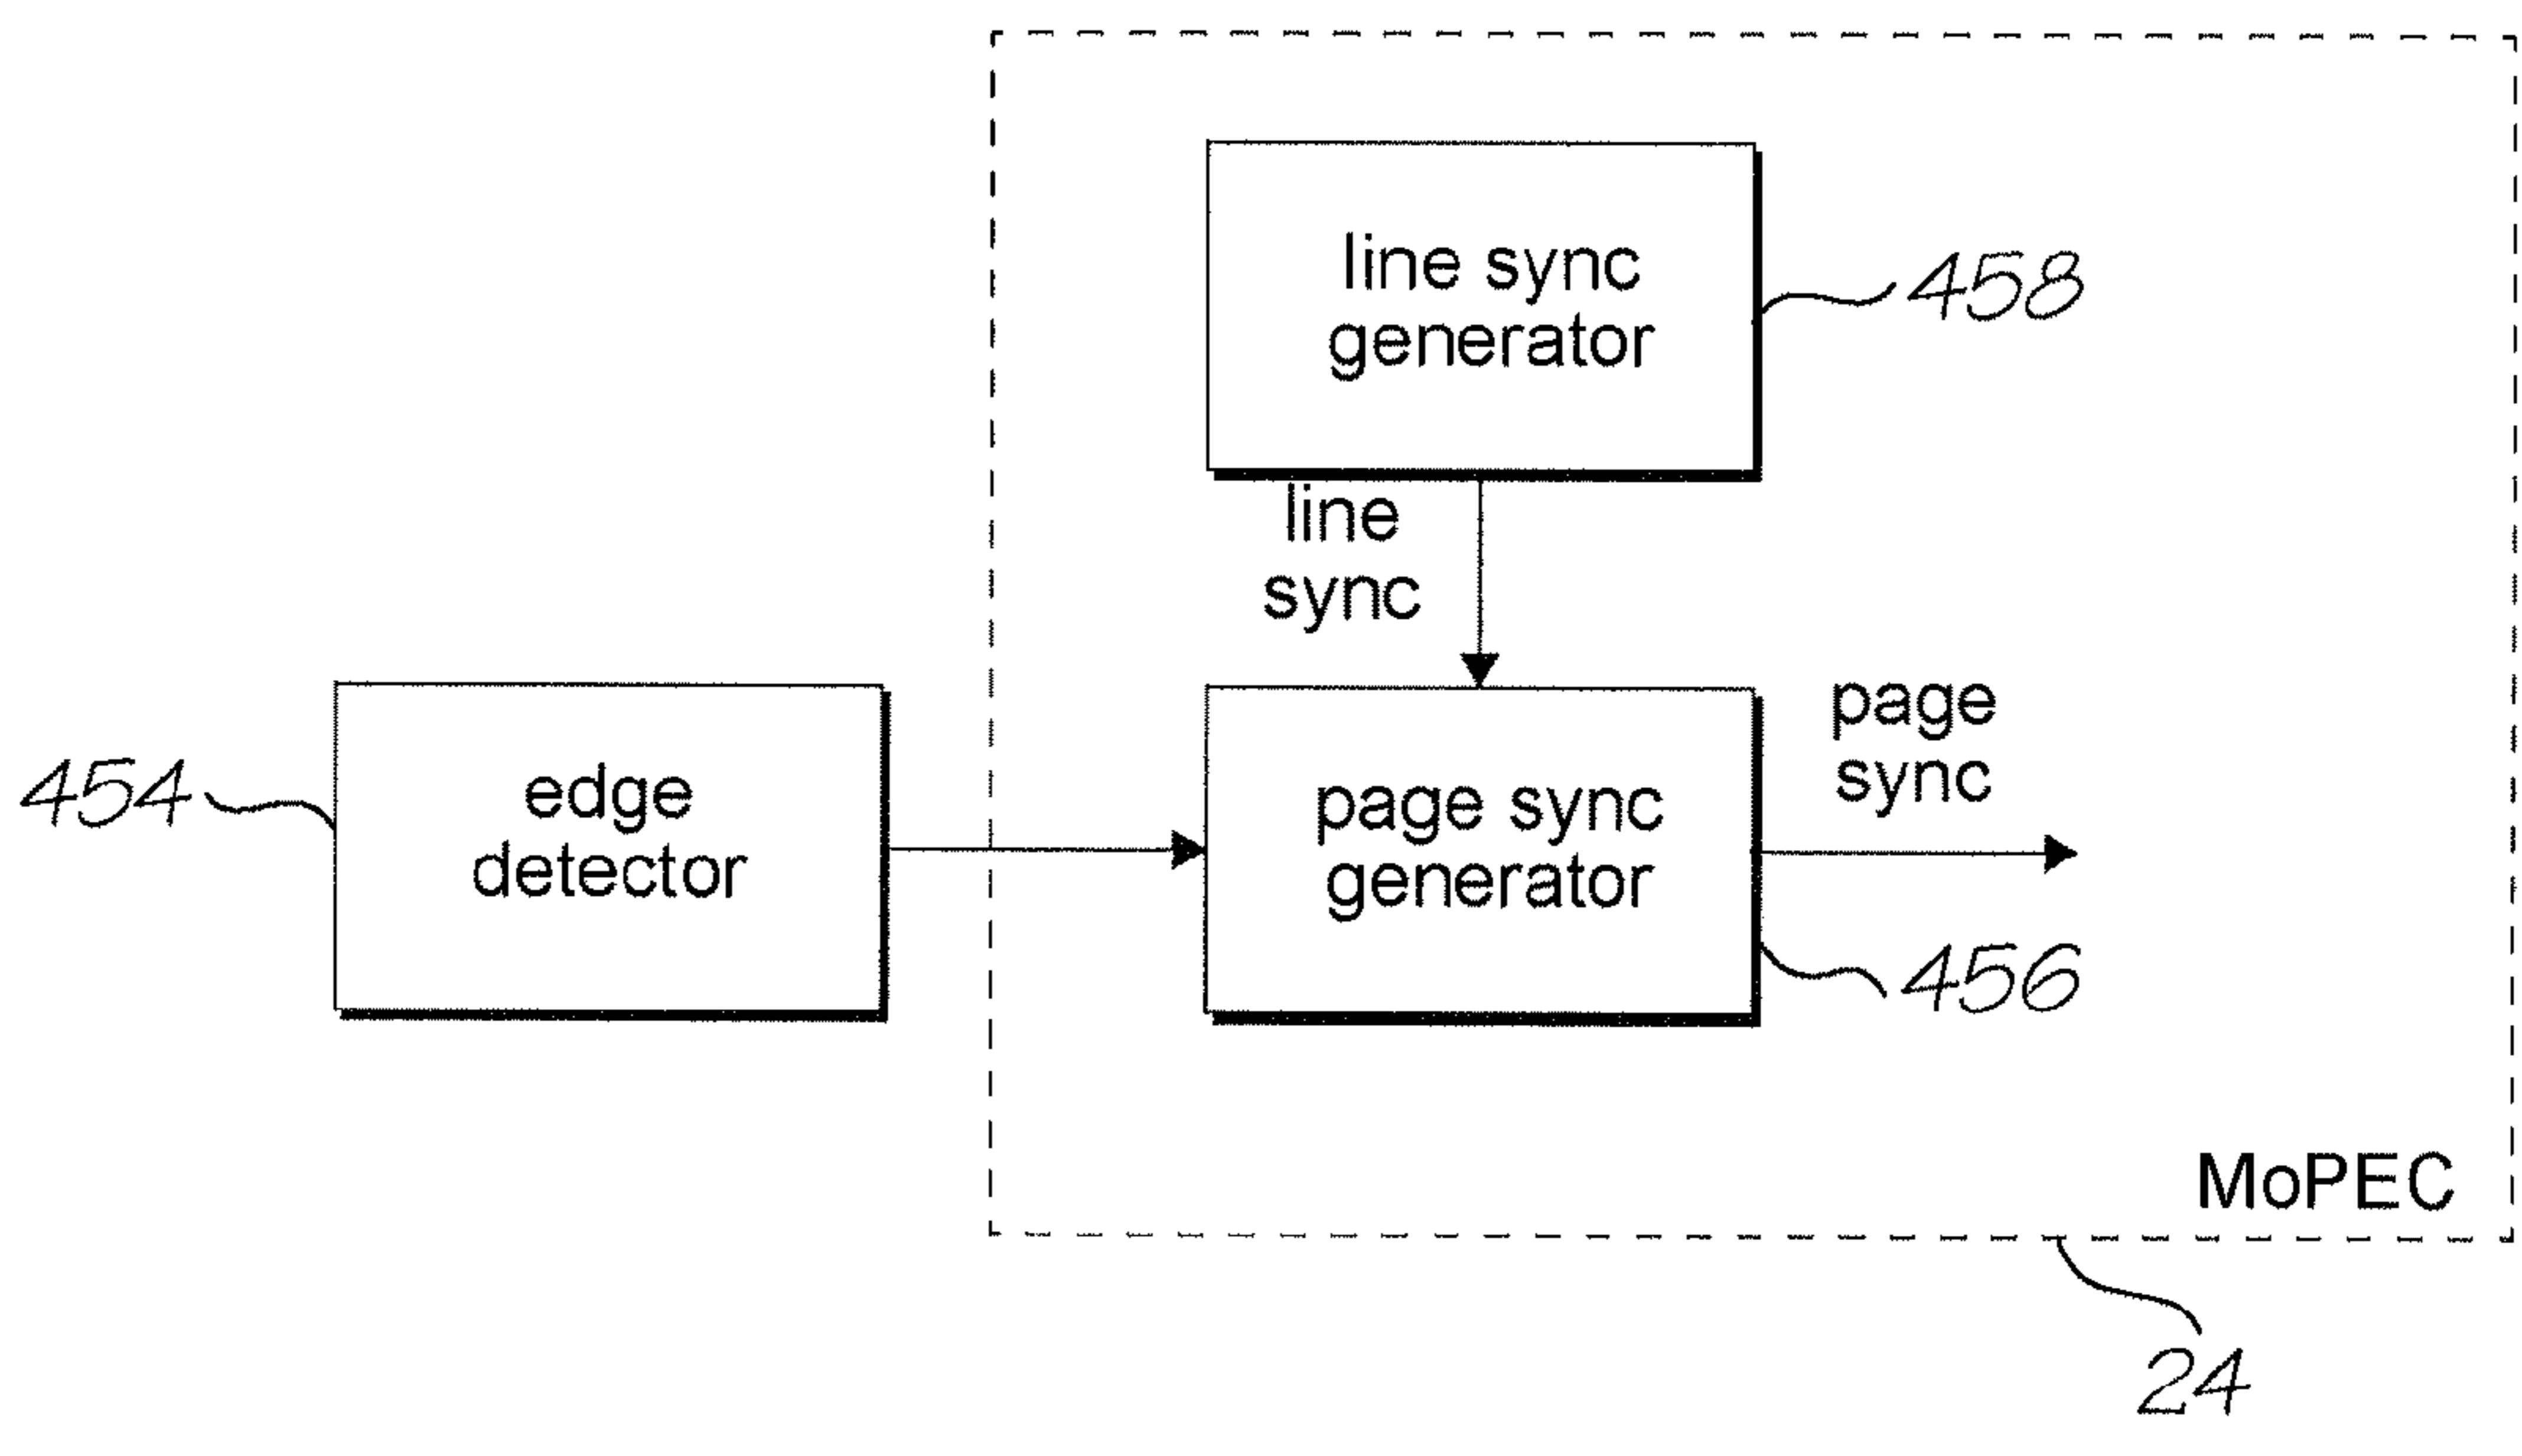 line sync
generator
458
line
sync
454
edge
detector
page sync
generator
page
sync
456
MoPEC
24